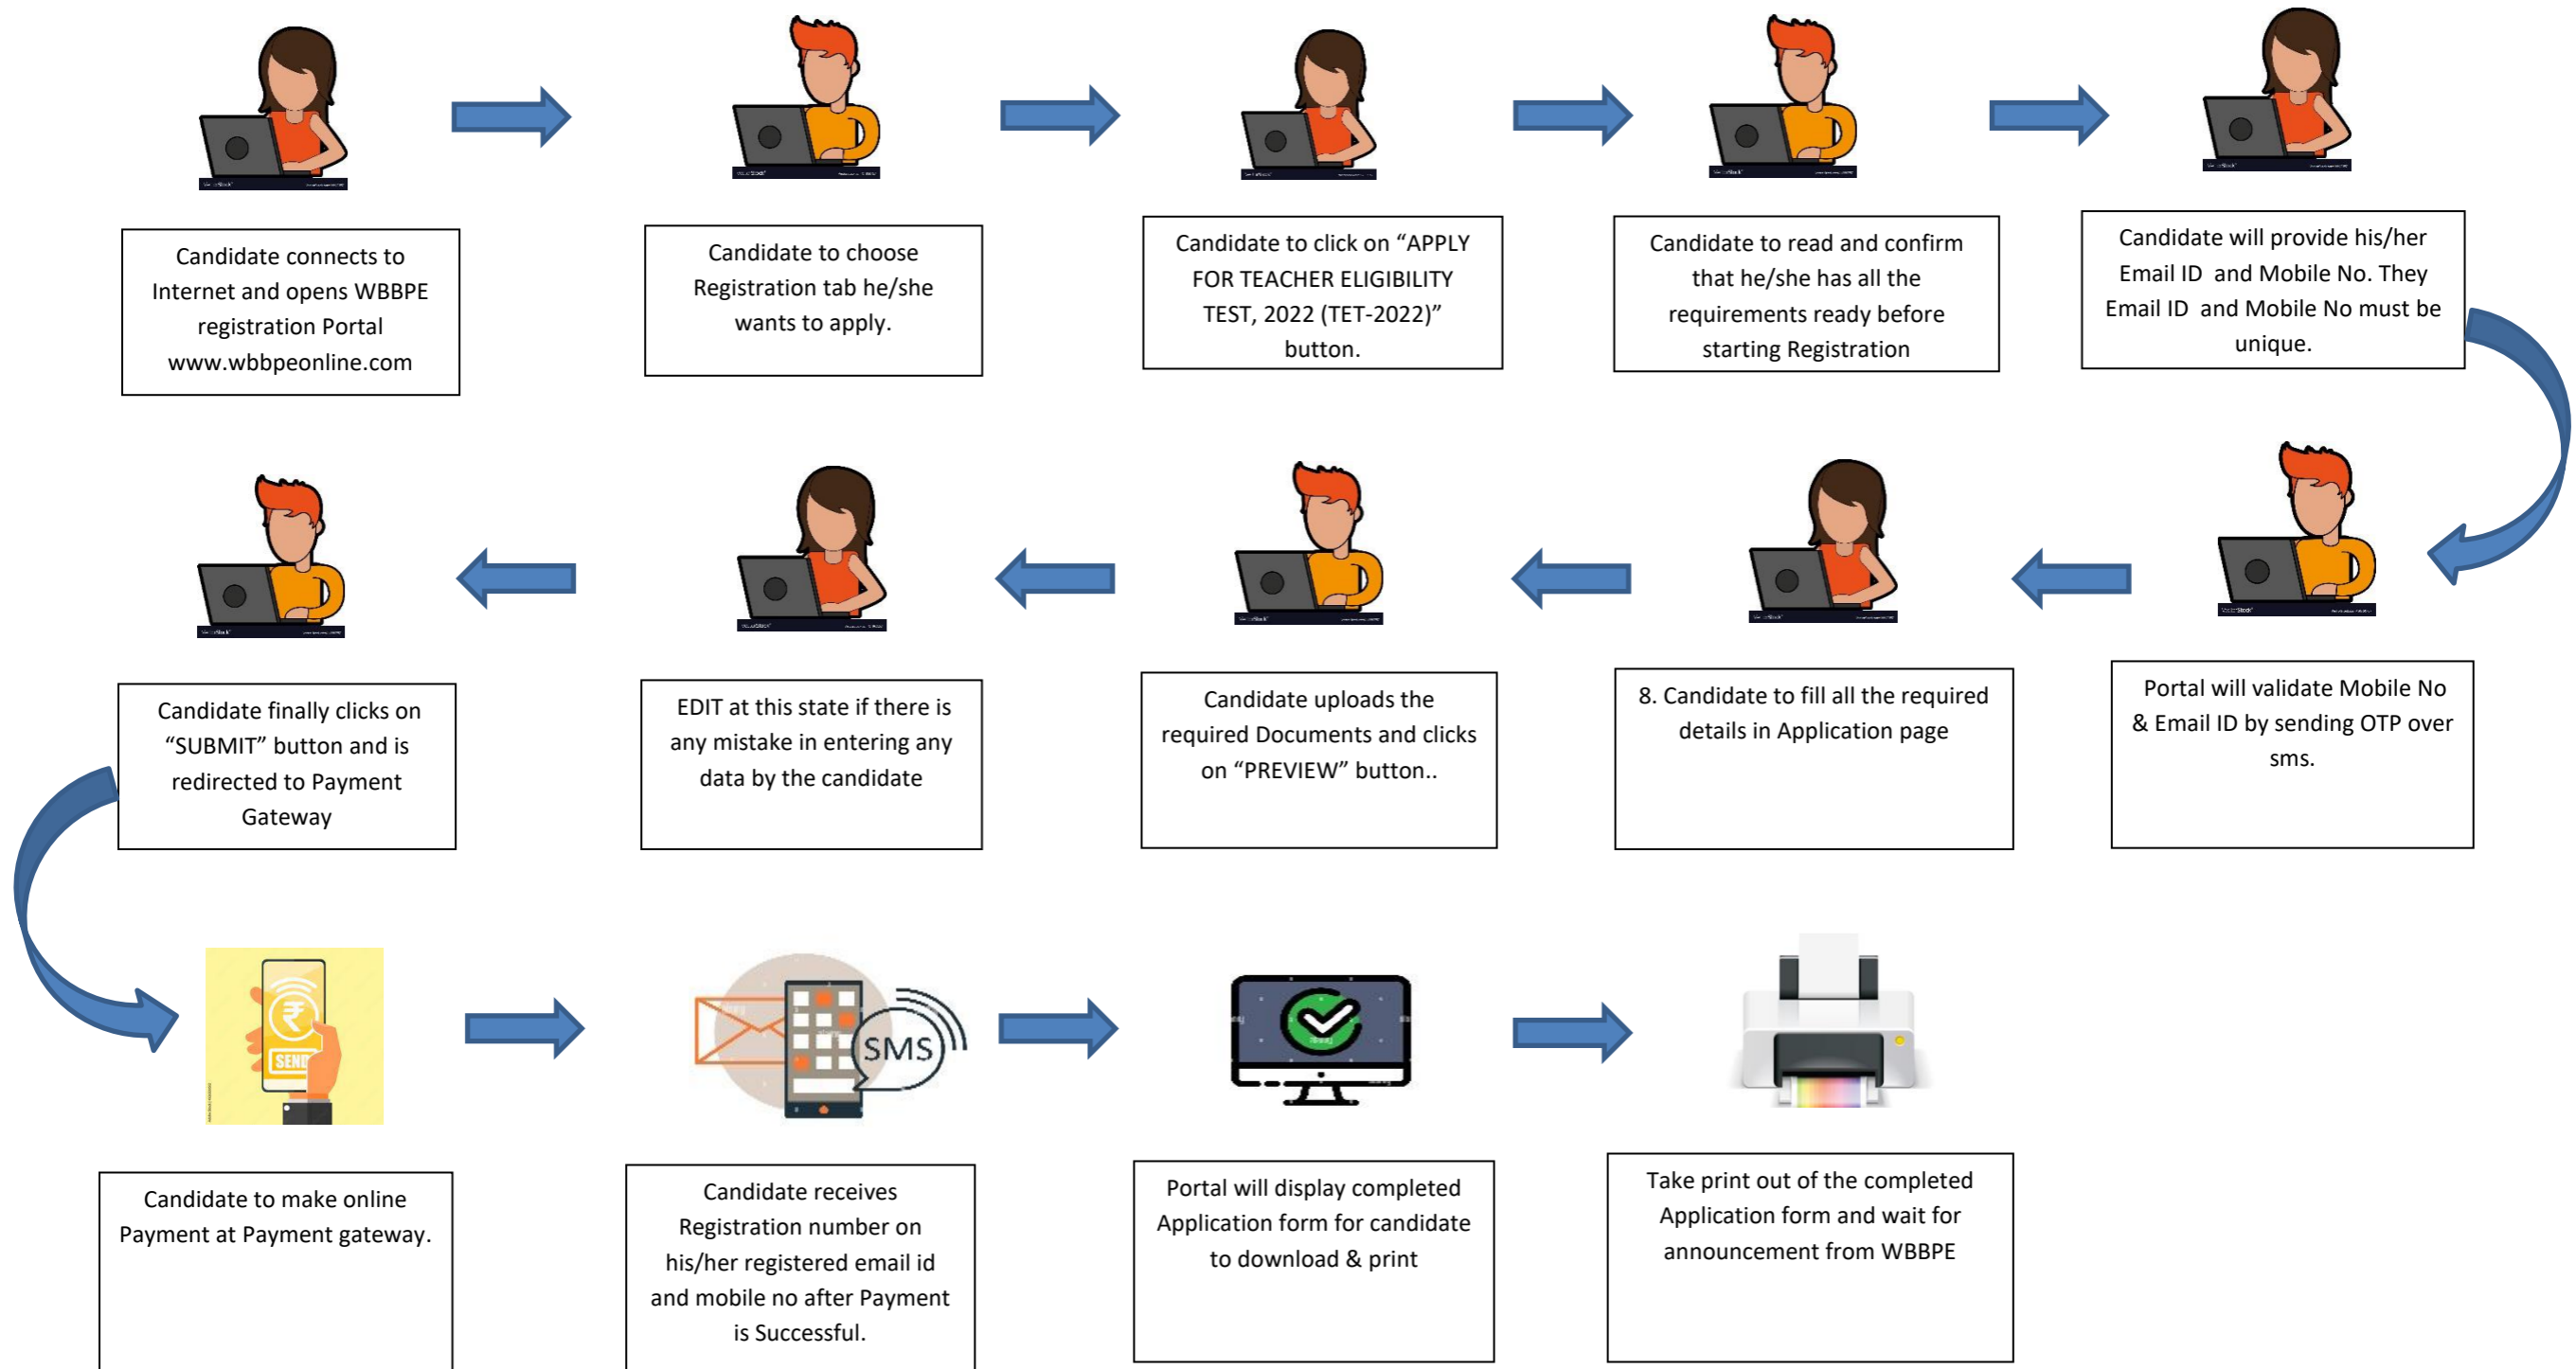 Candidate connects to
Internet and opens WBBPE
registration Portal
www.wbbpeonline.com
Candidate to choose
Registration tab he/she
wants to apply.
Candidate to click on “APPLY
FOR TEACHER ELIGIBILITY
TEST, 2022 (TET-2022)”
button.
Candidate to read and confirm
that he/she has all the
requirements ready before
starting Registration
Candidate will provide his/her
Email ID and Mobile No. They
Email ID and Mobile No must be
unique.
Portal will validate Mobile No
& Email ID by sending OTP over
sms.
8. Candidate to fill all the required
details in Application page
Candidate uploads the
required Documents and clicks
on “PREVIEW” button..
EDIT at this state if there is
any mistake in entering any
data by the candidate
Candidate finally clicks on
“SUBMIT” button and is
redirected to Payment
Gateway
₹
SEND
SMS
Candidate to make online
Payment at Payment gateway.
Candidate receives
Registration number on
his/her registered email id
and mobile no after Payment
is Successful.
Portal will display completed
Application form for candidate
to download & print
Take print out of the completed
Application form and wait for
announcement from WBBPE